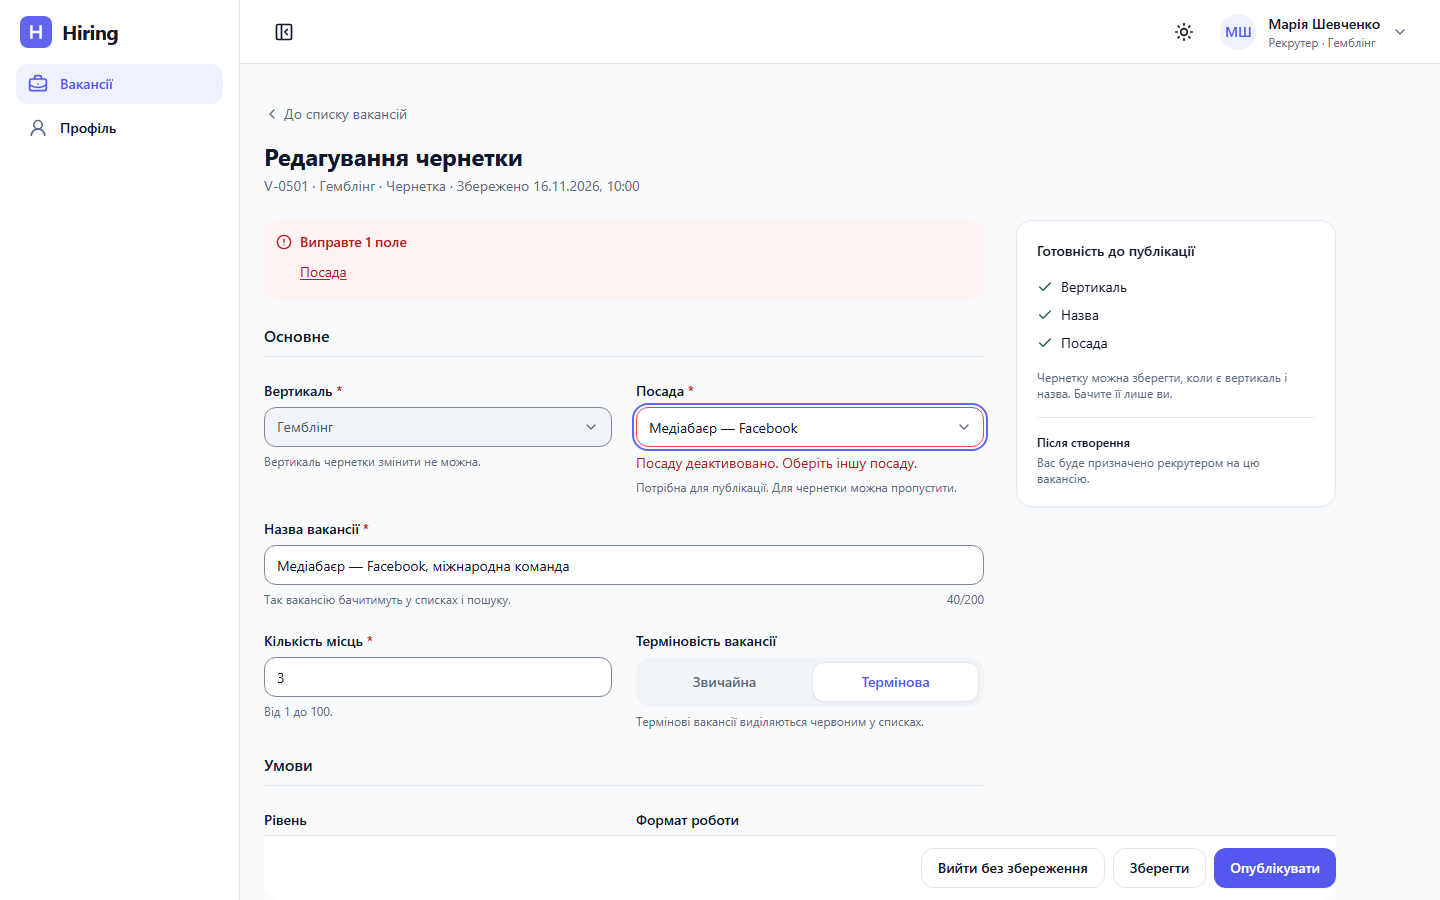 H Hiring
Вакансії
Профіль
МШ
Марія Шевченко
Рекрутер · Гемблінг
До списку вакансій
Редагування чернетки
V-0501 · Гемблінг · Чернетка · Збережено 16.11.2026, 10:00
Виправте 1 поле
Посада
Основне
Вертикаль *
Гемблінг
Вертикаль чернетки змінити не можна.
Посада *
Медіабаєр — Facebook
Посаду деактивовано. Оберіть іншу посаду.
Потрібна для публікації. Для чернетки можна пропустити.
Назва вакансії *
Медіабаєр — Facebook, міжнародна команда
Так вакансію бачитимуть у списках і пошуку.
40/200
Кількість місць *
3
Від 1 до 100.
Терміновість вакансії
Звичайна
Термінова
Термінові вакансії виділяються червоним у списках.
Умови
Рівень
Формат роботи
Готовність до публікації
Вертикаль
Назва
Посада
Чернетку можна зберегти, коли є вертикаль і
назва. Бачите її лише ви.
Після створення
Вас буде призначено рекрутером на цю
вакансію.
Вийти без збереження
Зберегти
Опублікувати